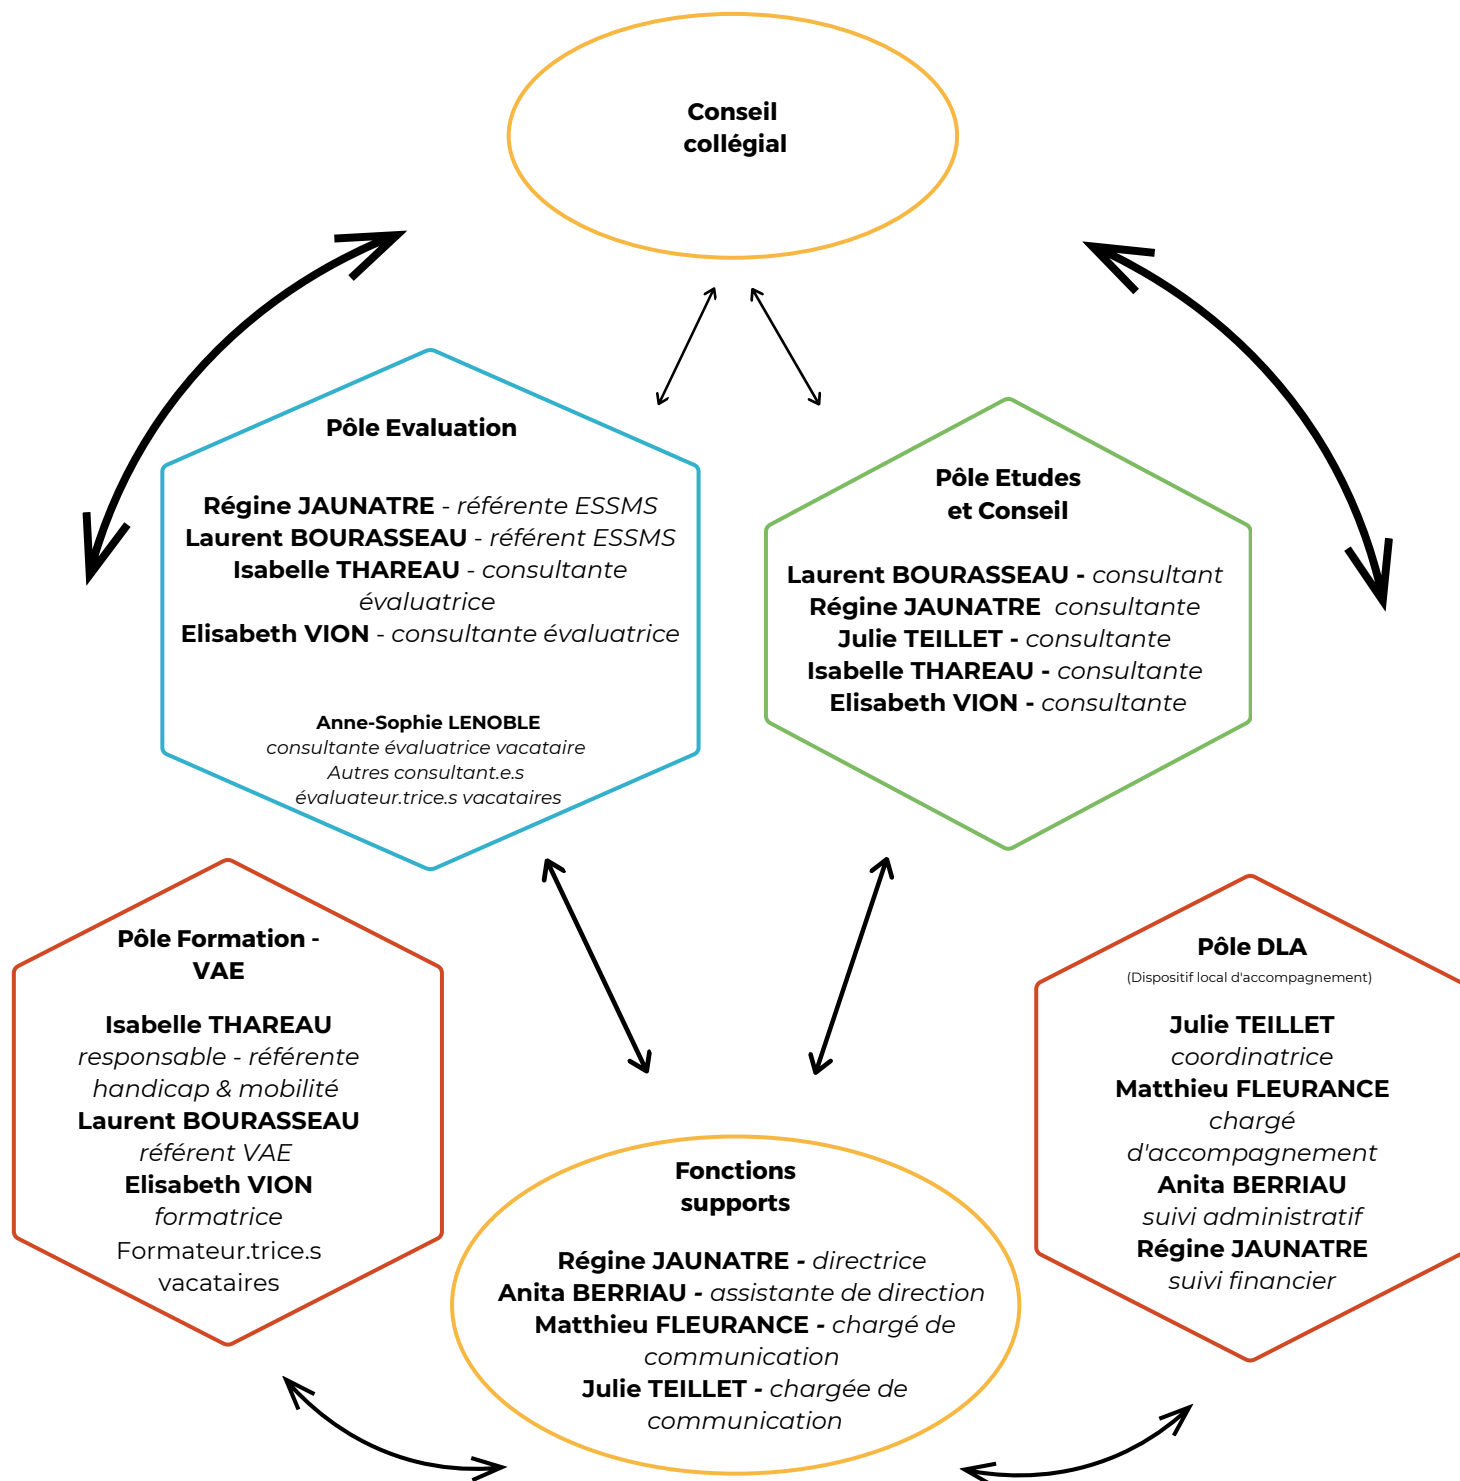 Conseil
collégial
Pôle Evaluation
Régine JAUNATRE - référente ESSMS
Laurent BOURASSEAU - référent ESSMS
Isabelle THAREAU - consultante
évaluatrice
Elisabeth VION - consultante évaluatrice
Anne-Sophie LENOBLE
consultante évaluatrice vacataire
Autres consultant.e.s
évaluateur.trice.s vacataires
Pôle Etudes
et Conseil
Laurent BOURASSEAU - consultant
Régine JAUNATRE consultante
Julie TEILLET - consultante
Isabelle THAREAU - consultante
Elisabeth VION - consultante
Pôle Formation -
VAE
Isabelle THAREAU
responsable - référente
handicap & mobilité
Laurent BOURASSEAU
référent VAE
Elisabeth VION
formatrice
Formateur.trice.s
vacataires
Fonctions
supports
Régine JAUNATRE - directrice
Anita BERRIAU - assistante de direction
Matthieu FLEURANCE - chargé de
communication
Julie TEILLET - chargée de
communication
Pôle DLA
(Dispositif local d'accompagnement)
Julie TEILLET
coordinatrice
Matthieu FLEURANCE
chargé
d'accompagnement
Anita BERRIAU
suivi administratif
Régine JAUNATRE
suivi financier